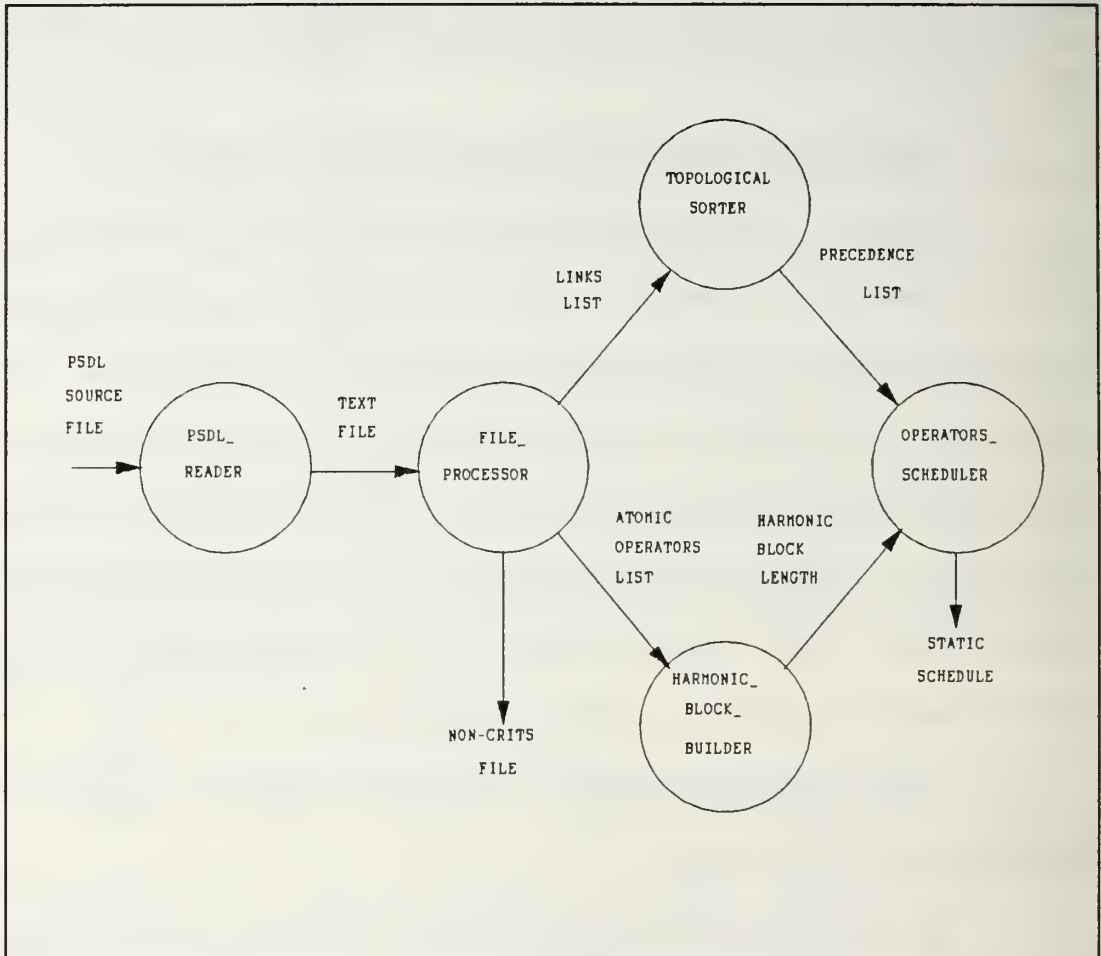 TOPOLOGICAL
SORTER
LINKS
LIST
PRECEDENCE
LIST
PSDL
SOURCE
FILE
PSDL_
READER
TEXT
FILE
FILE_
PROCESSOR
OPERATORS_
SCHEDULER
ATOMIC
OPERATORS
LIST
HARMONIC
BLOCK
LENGTH
STATIC
SCHEDULE
HARMONIC_
BLOCK_
BUILDER
NON-CRITS
FILE